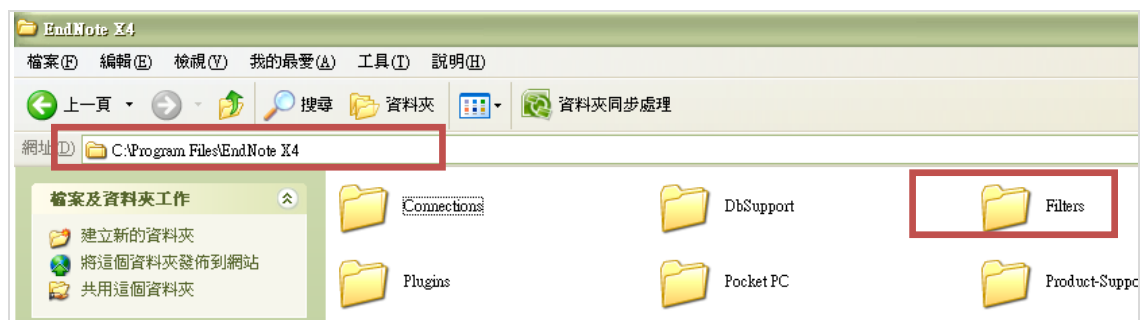 EndNote X4
檔案(F) 編輯(E) 檢視(V) 我的最愛(A) 工具(T) 說明(H)
上一頁 搜尋 資料夾 資料夾同步處理
網址(D) C:\Program Files\EndNote X4
檔案及資料夾工作
建立新的資料夾
將這個資料夾發佈到網站
共用這個資料夾
Connections DbSupport Filters
Plugins Pocket PC Product-Suppo